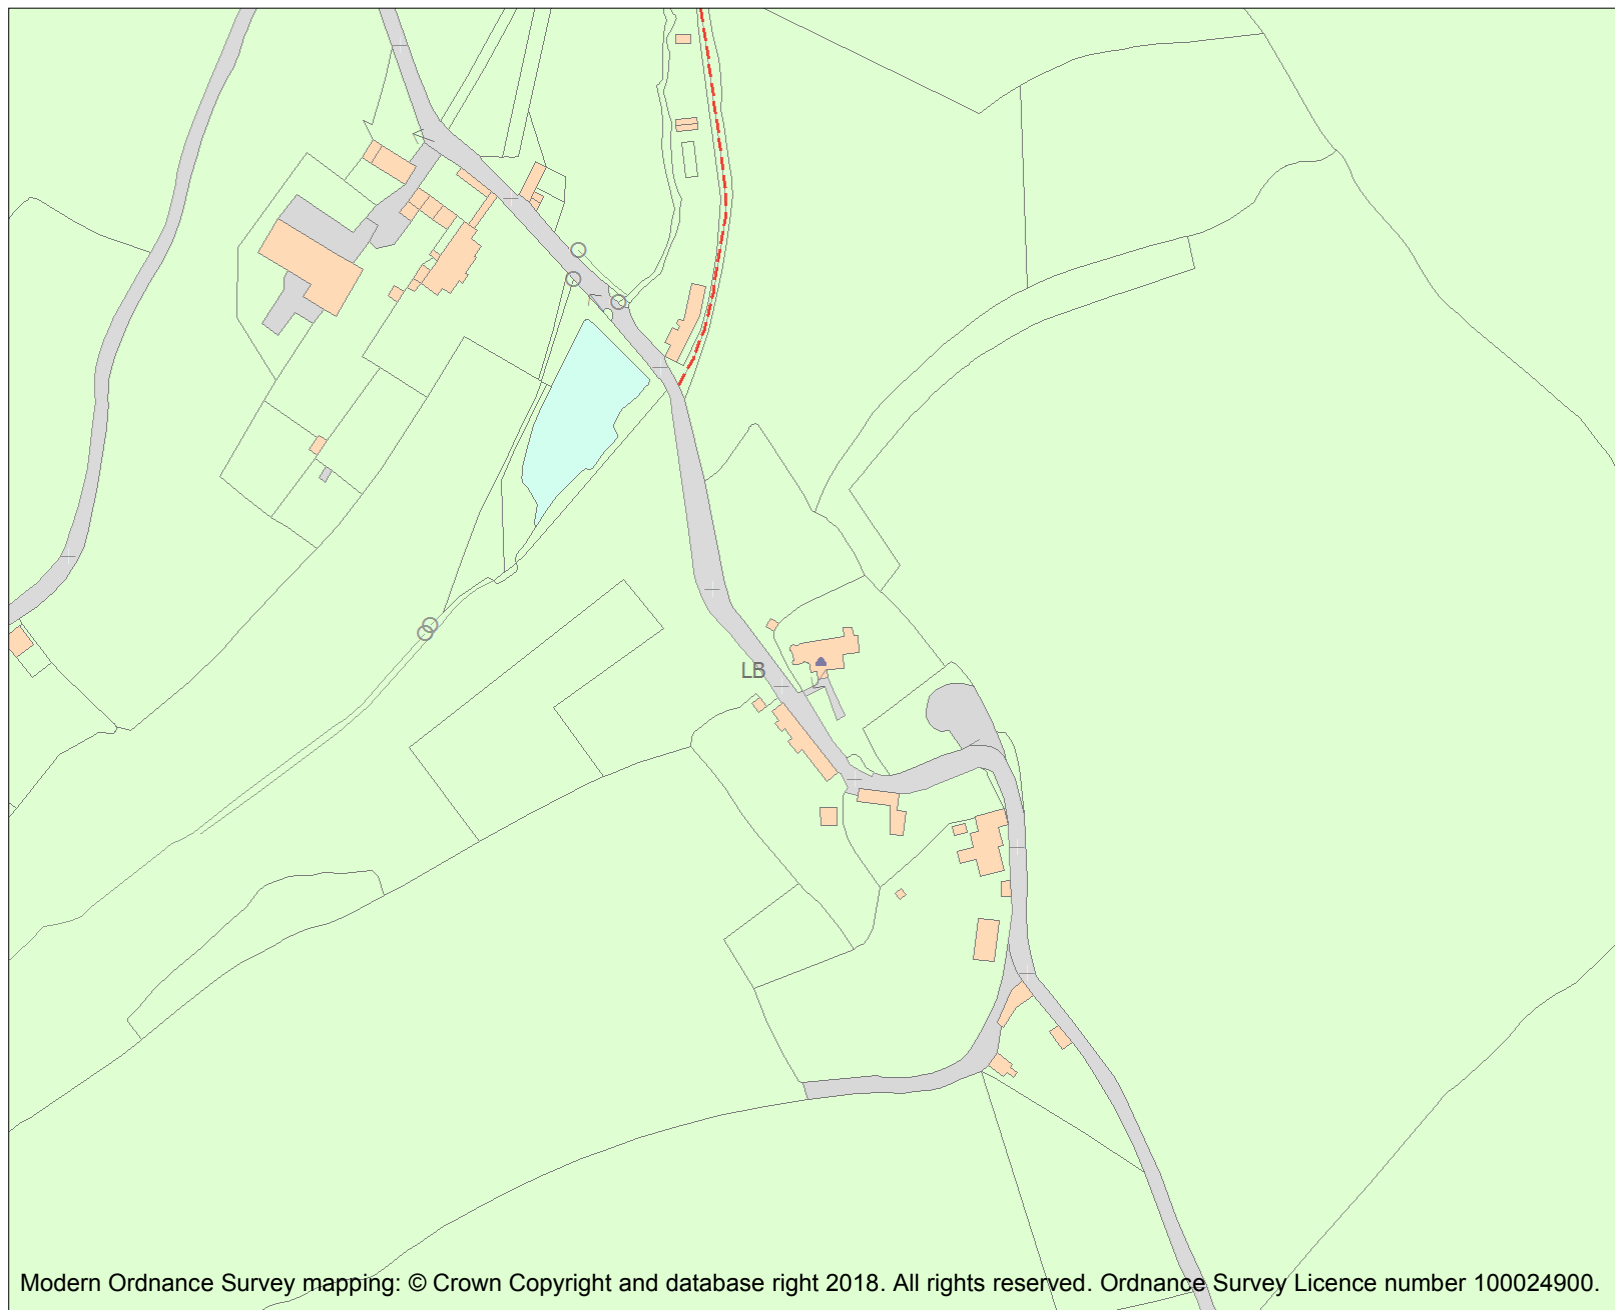 LB
Modern Ordnance Survey mapping: © Crown Copyright and database right 2018. All rights reserved. Ordnance Survey Licence number 100024900.